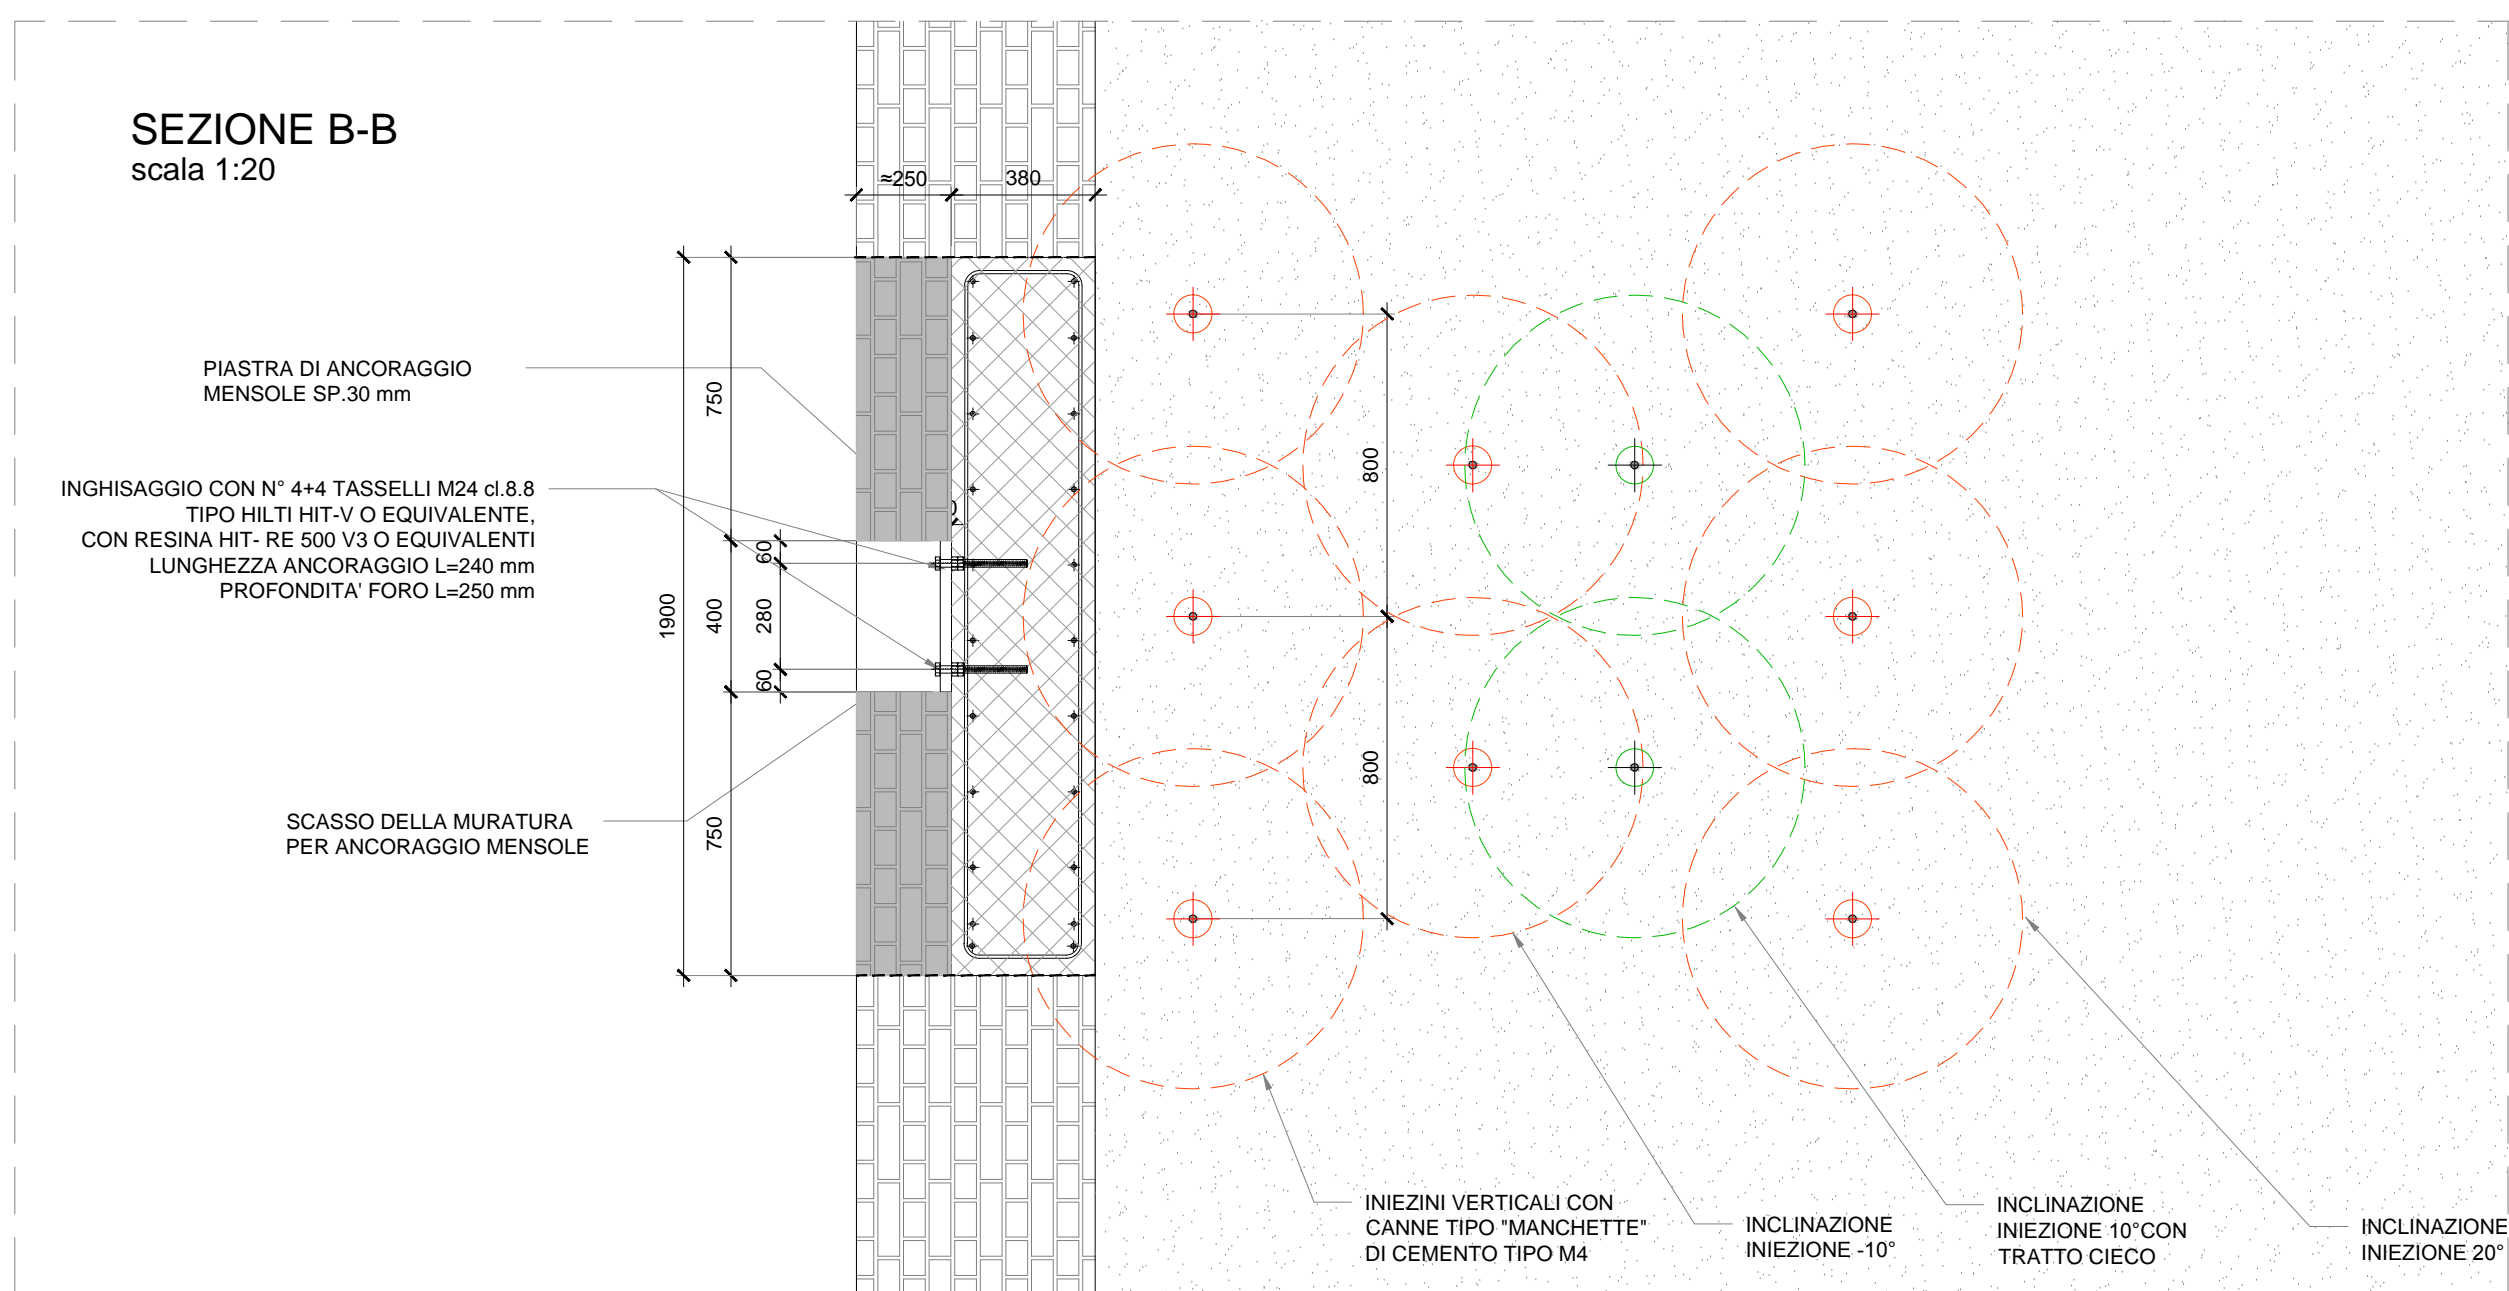 SEZIONE B-B
scala 1:20
≈250
380
PIASTRA DI ANCORAGGIO
MENSOLE SP.30 mm
INGHISAGGIO CON N° 4+4 TASSELLI M24 cl.8.8
TIPO HILTI HIT-V O EQUIVALENTE,
CON RESINA HIT- RE 500 V3 O EQUIVALENTI
LUNGHEZZA ANCORAGGIO L=240 mm
PROFONDITA' FORO L=250 mm
SCASSO DELLA MURATURA
PER ANCORAGGIO MENSOLE
1900
750
400
750
60
280
60
800
800
INIEZINI VERTICALI CON
CANNE TIPO "MANCHETTE"
DI CEMENTO TIPO M4
INCLINAZIONE
INIEZIONE -10°
INCLINAZIONE
INIEZIONE 10°CON
TRATTO CIECO
INCLINAZIONE
INIEZIONE 20°